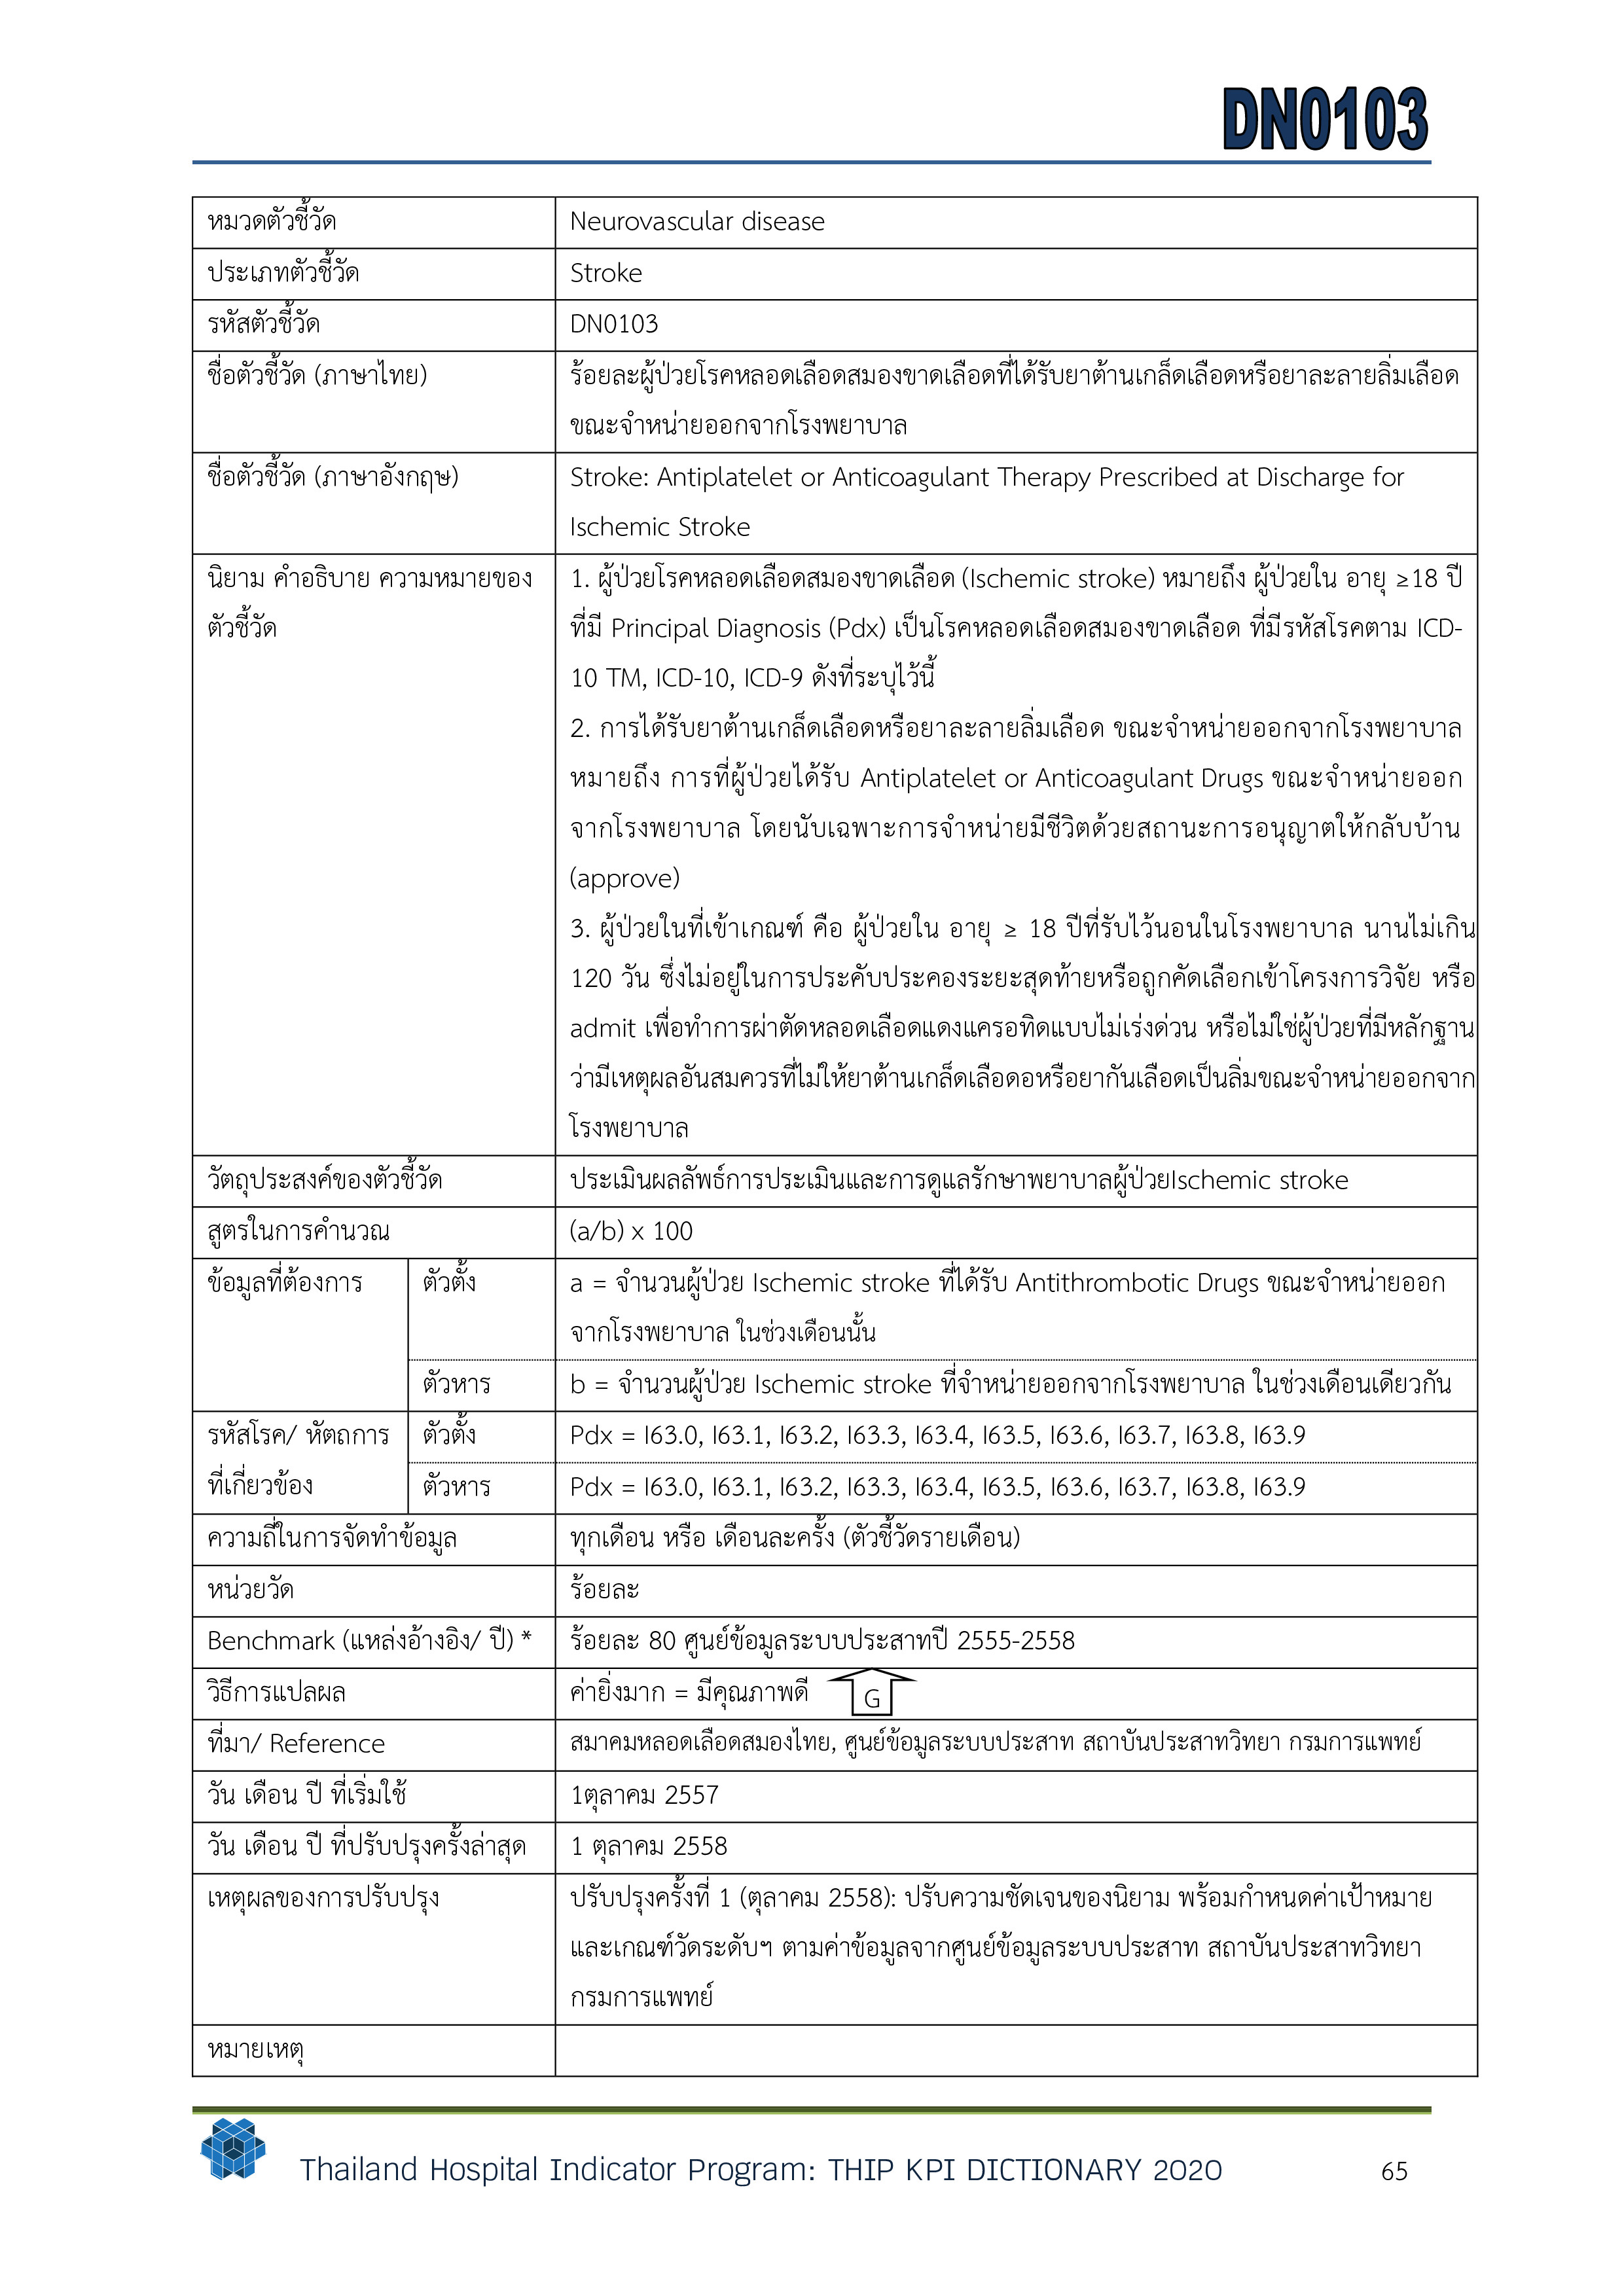 DN0103
หมวดตัวชี้วัด Neurovascular disease
ประเภทตัวชี้วัด Stroke
รหัสตัวชี้วัด DN0103
ชื่อตัวชี้วัด (ภาษาไทย) ร้อยละผู้ป่วยโรคหลอดเลือดสมองขาดเลือดที่ได้รับยาต้านเกล็ดเลือดหรือยาละลายลิ่มเลือด
ขณะจำหน่ายออกจากโรงพยาบาล
ชื่อตัวชี้วัด (ภาษาอังกฤษ) Stroke: Antiplatelet or Anticoagulant Therapy Prescribed at Discharge for
Ischemic Stroke
นิยาม คำอธิบาย ความหมายของ
ตัวชี้วัด
1. ผู้ป่วยโรคหลอดเลือดสมองขาดเลือด (Ischemic stroke) หมายถึง ผู้ป่วยใน อายุ ≥18 ปี
ที่มี Principal Diagnosis (Pdx) เป็นโรคหลอดเลือดสมองขาดเลือด ที่มีรหัสโรคตาม ICD-
10 TM, ICD-10, ICD-9 ดังที่ระบุไว้นี้
2. การได้รับยาต้านเกล็ดเลือดหรือยาละลายลิ่มเลือด ขณะจำหน่ายออกจากโรงพยาบาล
หมายถึง การที่ผู้ป่วยได้รับ Antiplatelet or Anticoagulant Drugs ขณะจำหน่ายออก
จากโรงพยาบาล โดยนับเฉพาะการจำหน่ายมีชีวิตด้วยสถานะการอนุญาตให้กลับบ้าน
(approve)
3. ผู้ป่วยในที่เข้าเกณฑ์ คือ ผู้ป่วยใน อายุ ≥ 18 ปีที่รับไว้นอนในโรงพยาบาล นานไม่เกิน
120 วัน ซึ่งไม่อยู่ในการประคับประคองระยะสุดท้ายหรือถูกคัดเลือกเข้าโครงการวิจัย หรือ
admit เพื่อทำการผ่าตัดหลอดเลือดแดงแครอทิดแบบไม่เร่งด่วน หรือไม่ใช่ผู้ป่วยที่มีหลักฐาน
ว่ามีเหตุผลอันสมควรที่ไม่ให้ยาต้านเกล็ดเลือดอหรือยากันเลือดเป็นลิ่มขณะจำหน่ายออกจาก
โรงพยาบาล
วัตถุประสงค์ของตัวชี้วัด ประเมินผลลัพธ์การประเมินและการดูแลรักษาพยาบาลผู้ป่วยIschemic stroke
สูตรในการคำนวณ (a/b) x 100
ข้อมูลที่ต้องการ ตัวตั้ง a = จำนวนผู้ป่วย Ischemic stroke ที่ได้รับ Antithrombotic Drugs ขณะจำหน่ายออก
จากโรงพยาบาล ในช่วงเดือนนั้น
ตัวหาร b = จำนวนผู้ป่วย Ischemic stroke ที่จำหน่ายออกจากโรงพยาบาล ในช่วงเดือนเดียวกัน
รหัสโรค/ หัตถการ ตัวตั้ง Pdx = I63.0, I63.1, I63.2, I63.3, I63.4, I63.5, I63.6, I63.7, I63.8, I63.9
ที่เกี่ยวข้อง ตัวหาร Pdx = I63.0, I63.1, I63.2, I63.3, I63.4, I63.5, I63.6, I63.7, I63.8, I63.9
ความถี่ในการจัดทำข้อมูล ทุกเดือน หรือ เดือนละครั้ง (ตัวชี้วัดรายเดือน)
หน่วยวัด ร้อยละ
Benchmark (แหล่งอ้างอิง/ ปี) * ร้อยละ 80 ศูนย์ข้อมูลระบบประสาทปี 2555-2558
วิธีการแปลผล ค่ายิ่งมาก = มีคุณภาพดี G
ที่มา/ Reference สมาคมหลอดเลือดสมองไทย, ศูนย์ข้อมูลระบบประสาท สถาบันประสาทวิทยา กรมการแพทย์
วัน เดือน ปี ที่เริ่มใช้ 1ตุลาคม 2557
วัน เดือน ปี ที่ปรับปรุงครั้งล่าสุด 1 ตุลาคม 2558
เหตุผลของการปรับปรุง ปรับปรุงครั้งที่ 1 (ตุลาคม 2558): ปรับความชัดเจนของนิยาม พร้อมกำหนดค่าเป้าหมาย
และเกณฑ์วัดระดับฯ ตามค่าข้อมูลจากศูนย์ข้อมูลระบบประสาท สถาบันประสาทวิทยา
กรมการแพทย์
หมายเหตุ
Thailand Hospital Indicator Program: THIP KPI DICTIONARY 2020 65